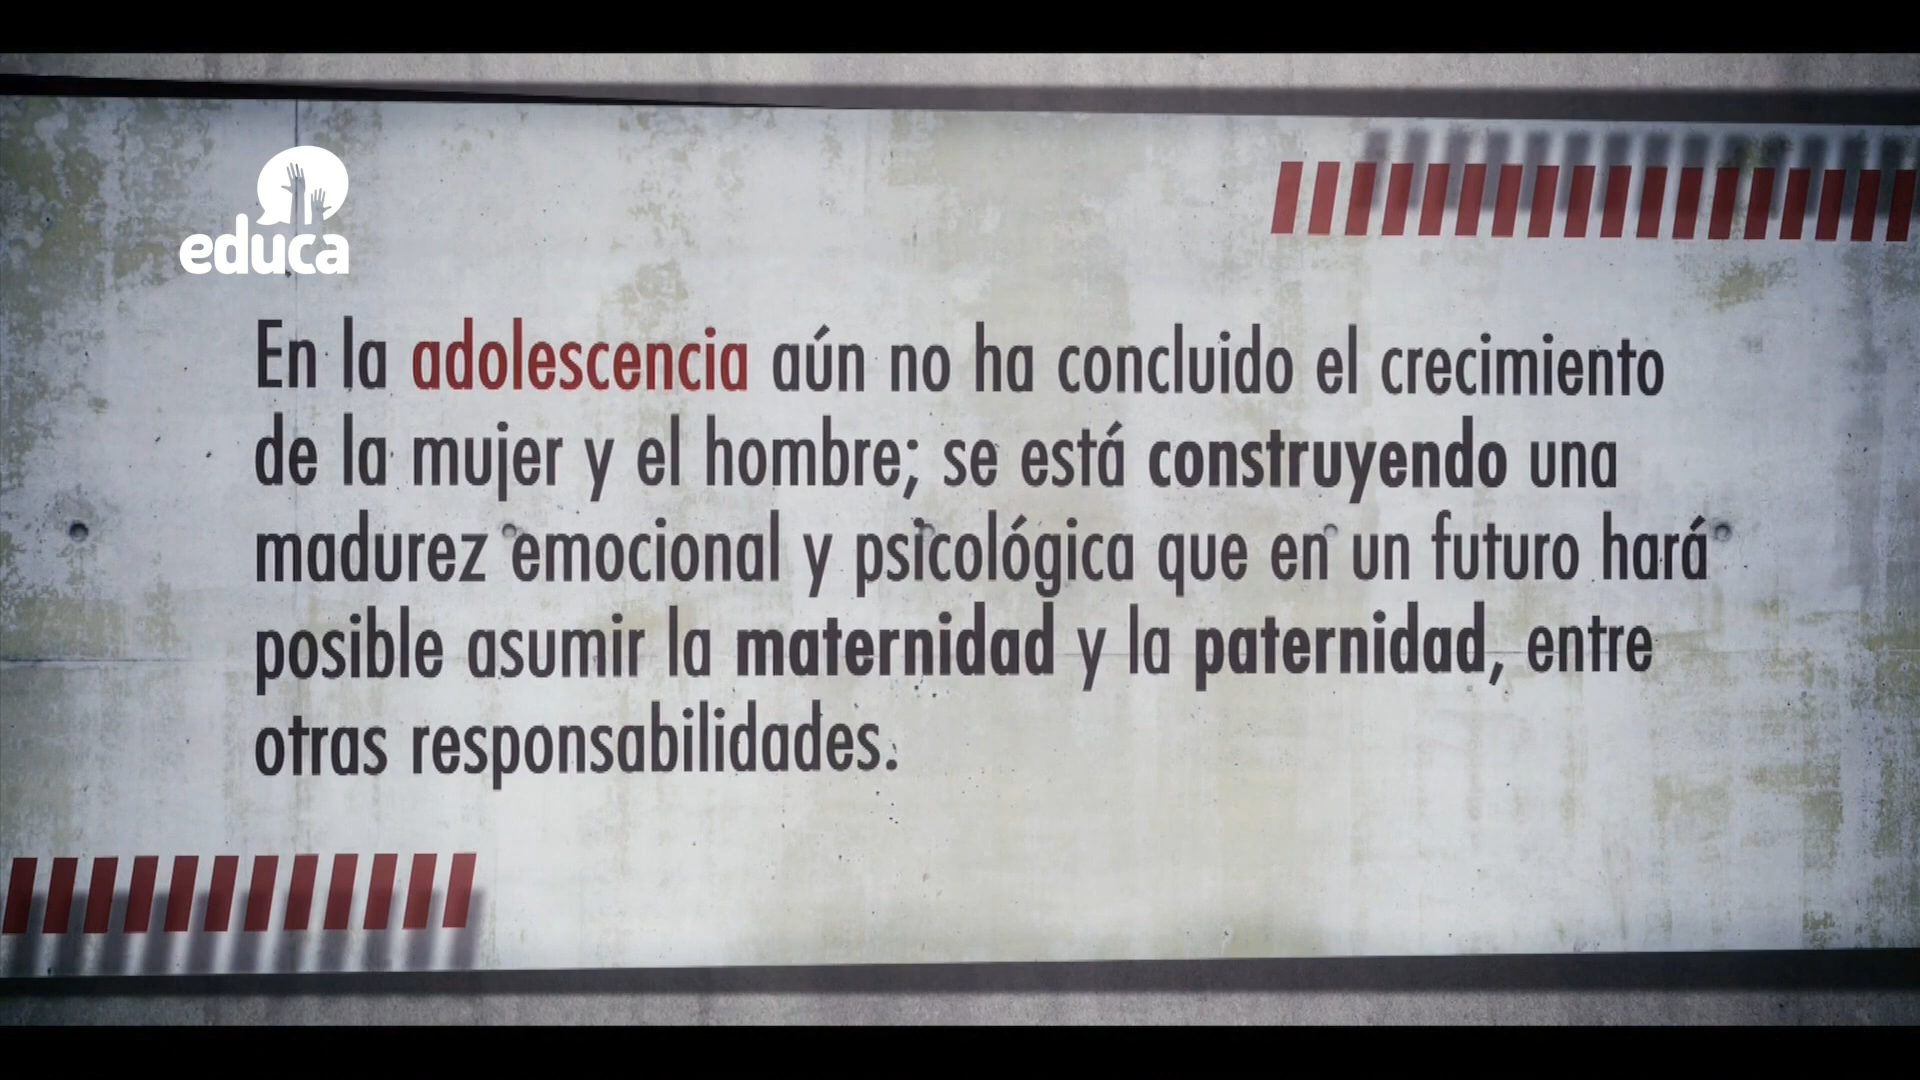 educa
En la adolescencia aún no ha concluido el crecimiento
de la mujer y el hombre; se está construyendo una
madurez emocional y psicológica que en un futuro hará
posible asumir la maternidad y la paternidad, entre
otras responsabilidades.